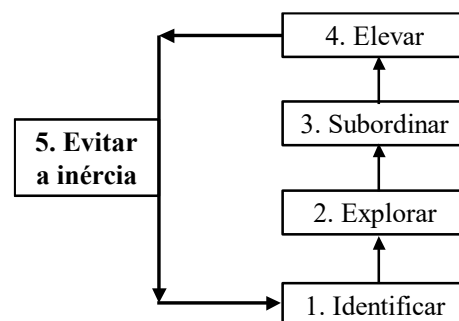 4. Elevar
3. Subordinar
5. Evitar
a inércia
2. Explorar
1. Identificar